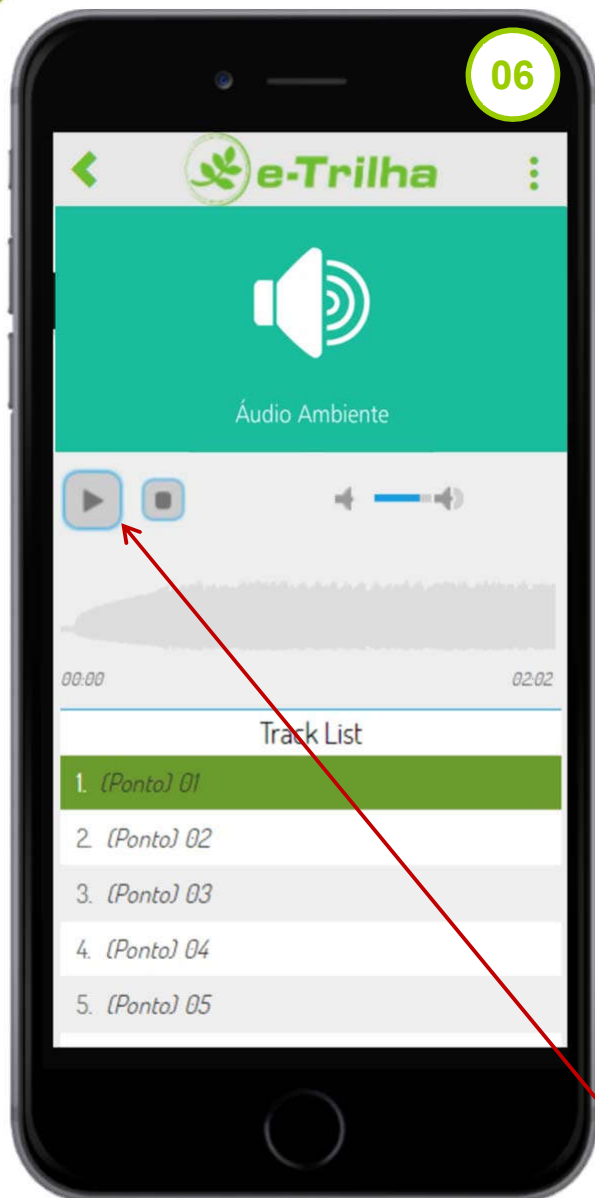 06
e-Trilha
Áudio Ambiente
00:00
02:02
Track List
1. (Ponto) 01
2. (Ponto) 02
3. (Ponto) 03
4. (Ponto) 04
5. (Ponto) 05